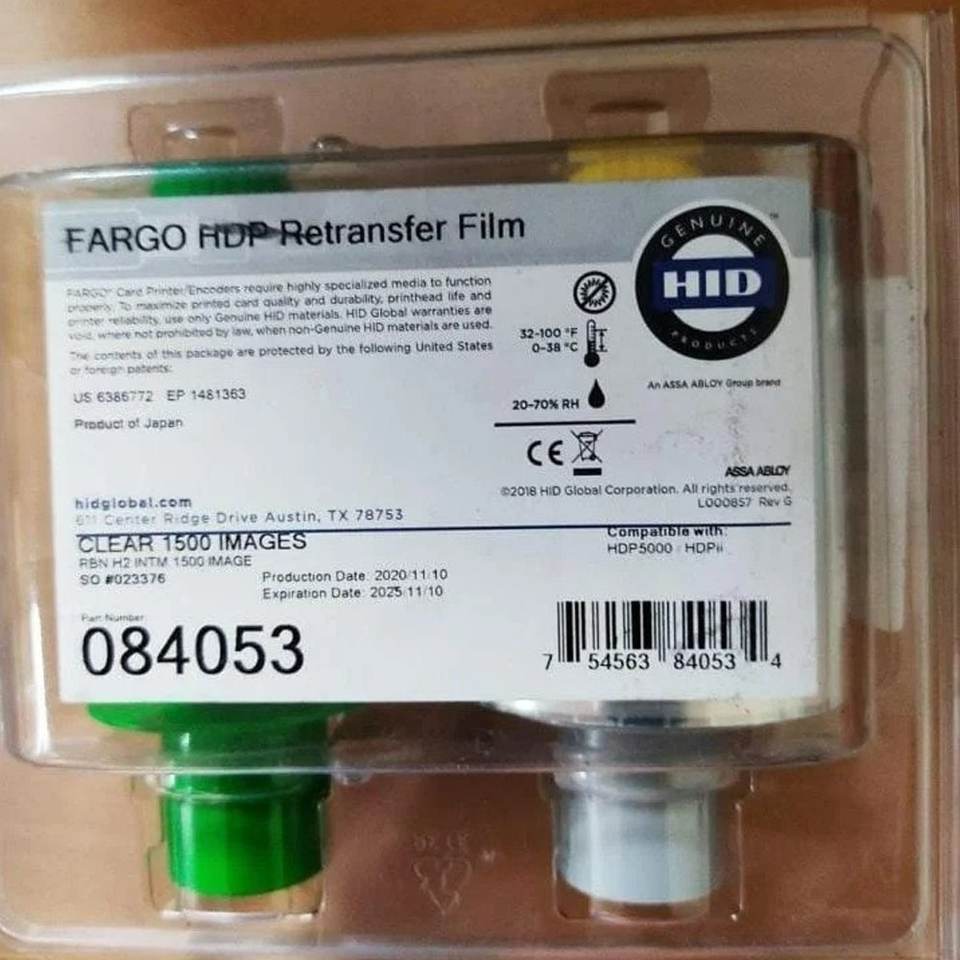 FARGO HDP Retransfer Film
FARGO® Card Printer/Encoders require highly specialized media to function
properly. To maximize printed card quality and durability, printhead life and
printer reliability, use only Genuine HID materials. HID Global warranties are
void, where not prohibited by law, when non-Genuine HID materials are used.
The contents of this package are protected by the following United States
or foreign patents:
US 6386772 EP 1481363
Product of Japan
32-100 °F
0-38 °C
20-70% RH
CE
GENUINE™
HID
PRODUCTS
An ASSA ABLOY Group brand
ASSA ABLOY
©2018 HID Global Corporation. All rights reserved.
L000857 Rev G
hidglobal.com
611 Center Ridge Drive Austin, TX 78753
CLEAR 1500 IMAGES
RBN H2 INTM 1500 IMAGE
SO #023376
Production Date: 2020/11/10
Expiration Date: 2025/11/10
Compatible with:
HDP5000 HDPii
Part Number
084053
7 54563 84053 4